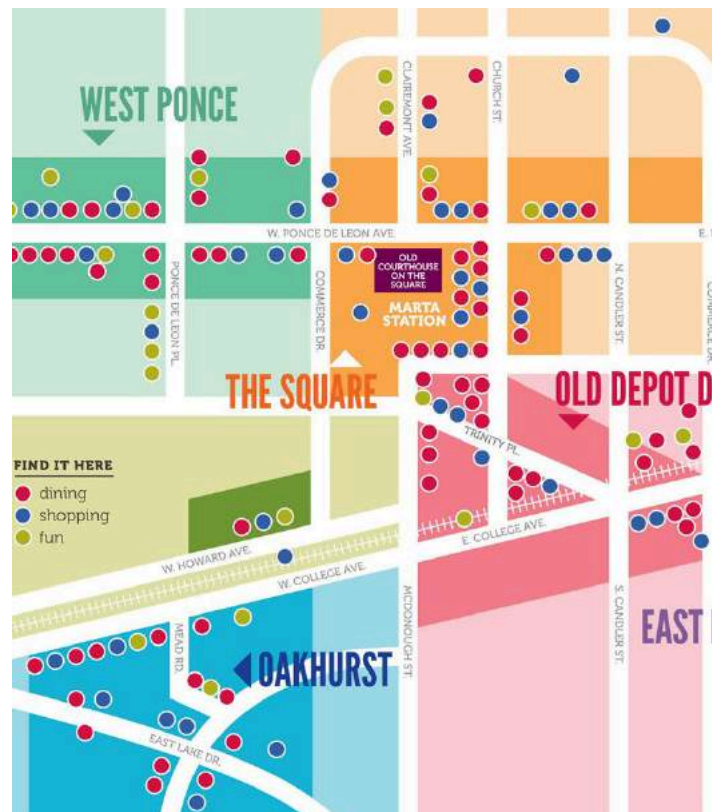 WEST PONCE
CLAIREMONT AVE.
CHURCH ST.
W. PONCE DE LEON AVE.
E.
PONCE DE LEON PL.
COMMERCE DR.
OLD
COURTHOUSE
ON THE
SQUARE
MARTA
STATION
N. CANDLER ST.
COMMERCE DR.
THE SQUARE
OLD DEPOT D
TRINITY PL.
FIND IT HERE
dining
shopping
fun
W. HOWARD AVE.
E. COLLEGE AVE.
W. COLLEGE AVE.
MEAD RD.
MCDONOUGH ST.
S. CANDLER ST.
EAST
OAKHURST
EAST LAKE DR.